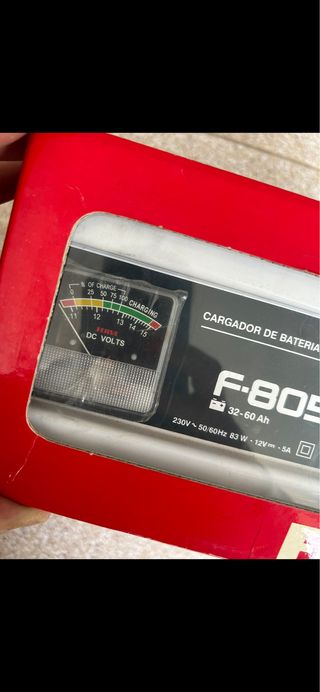 % OF CHARGE
0 25 50 75 100 CHARGING
11 12 13 14 15
FERM
DC VOLTS
CARGADOR DE BATERIA
F-805
32-60 Ah
230V ~ 50/60Hz 83 W - 12V⎓ - 5A